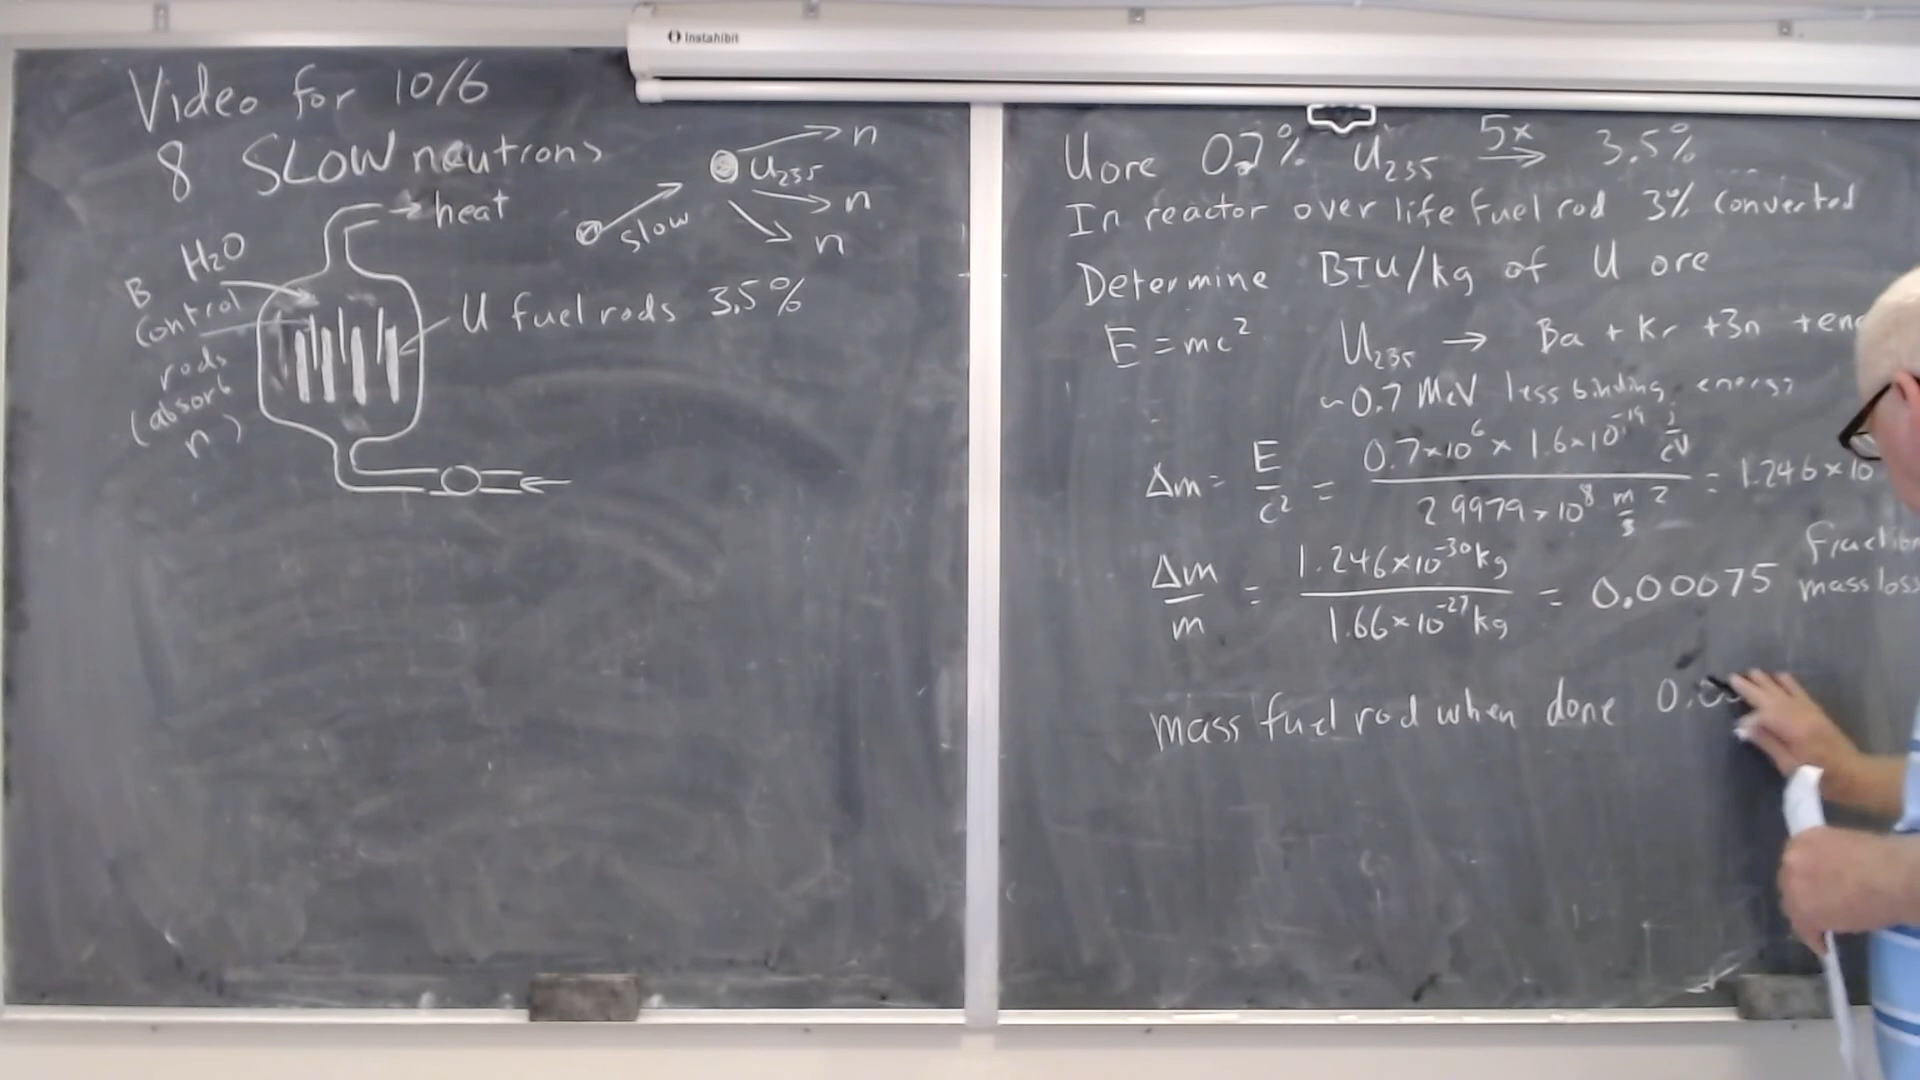 Instahibit
Video for 10/6
8 SLOW neutrons
n
U235
n
n
slow
heat
H2O
B
control
rods
(absorb
n)
U fuel rods 3.5%
U ore 0.7% U235 5x → 3.5%
In reactor over life fuel rod 3% converted
Determine BTU/kg of U ore
E = mc²
U235 → Ba + Kr + 3n + ene
~0.7 MeV less binding energy
Δm = E/c² = 0.7×10⁶ × 1.6×10⁻¹⁹ j/eV / 2.9979×10⁸ m/s ² = 1.246×10
Δm/m = 1.246×10⁻³⁰ kg / 1.66×10⁻²⁷ kg = 0.00075 fraction
mass loss
mass fuel rod when done 0.0